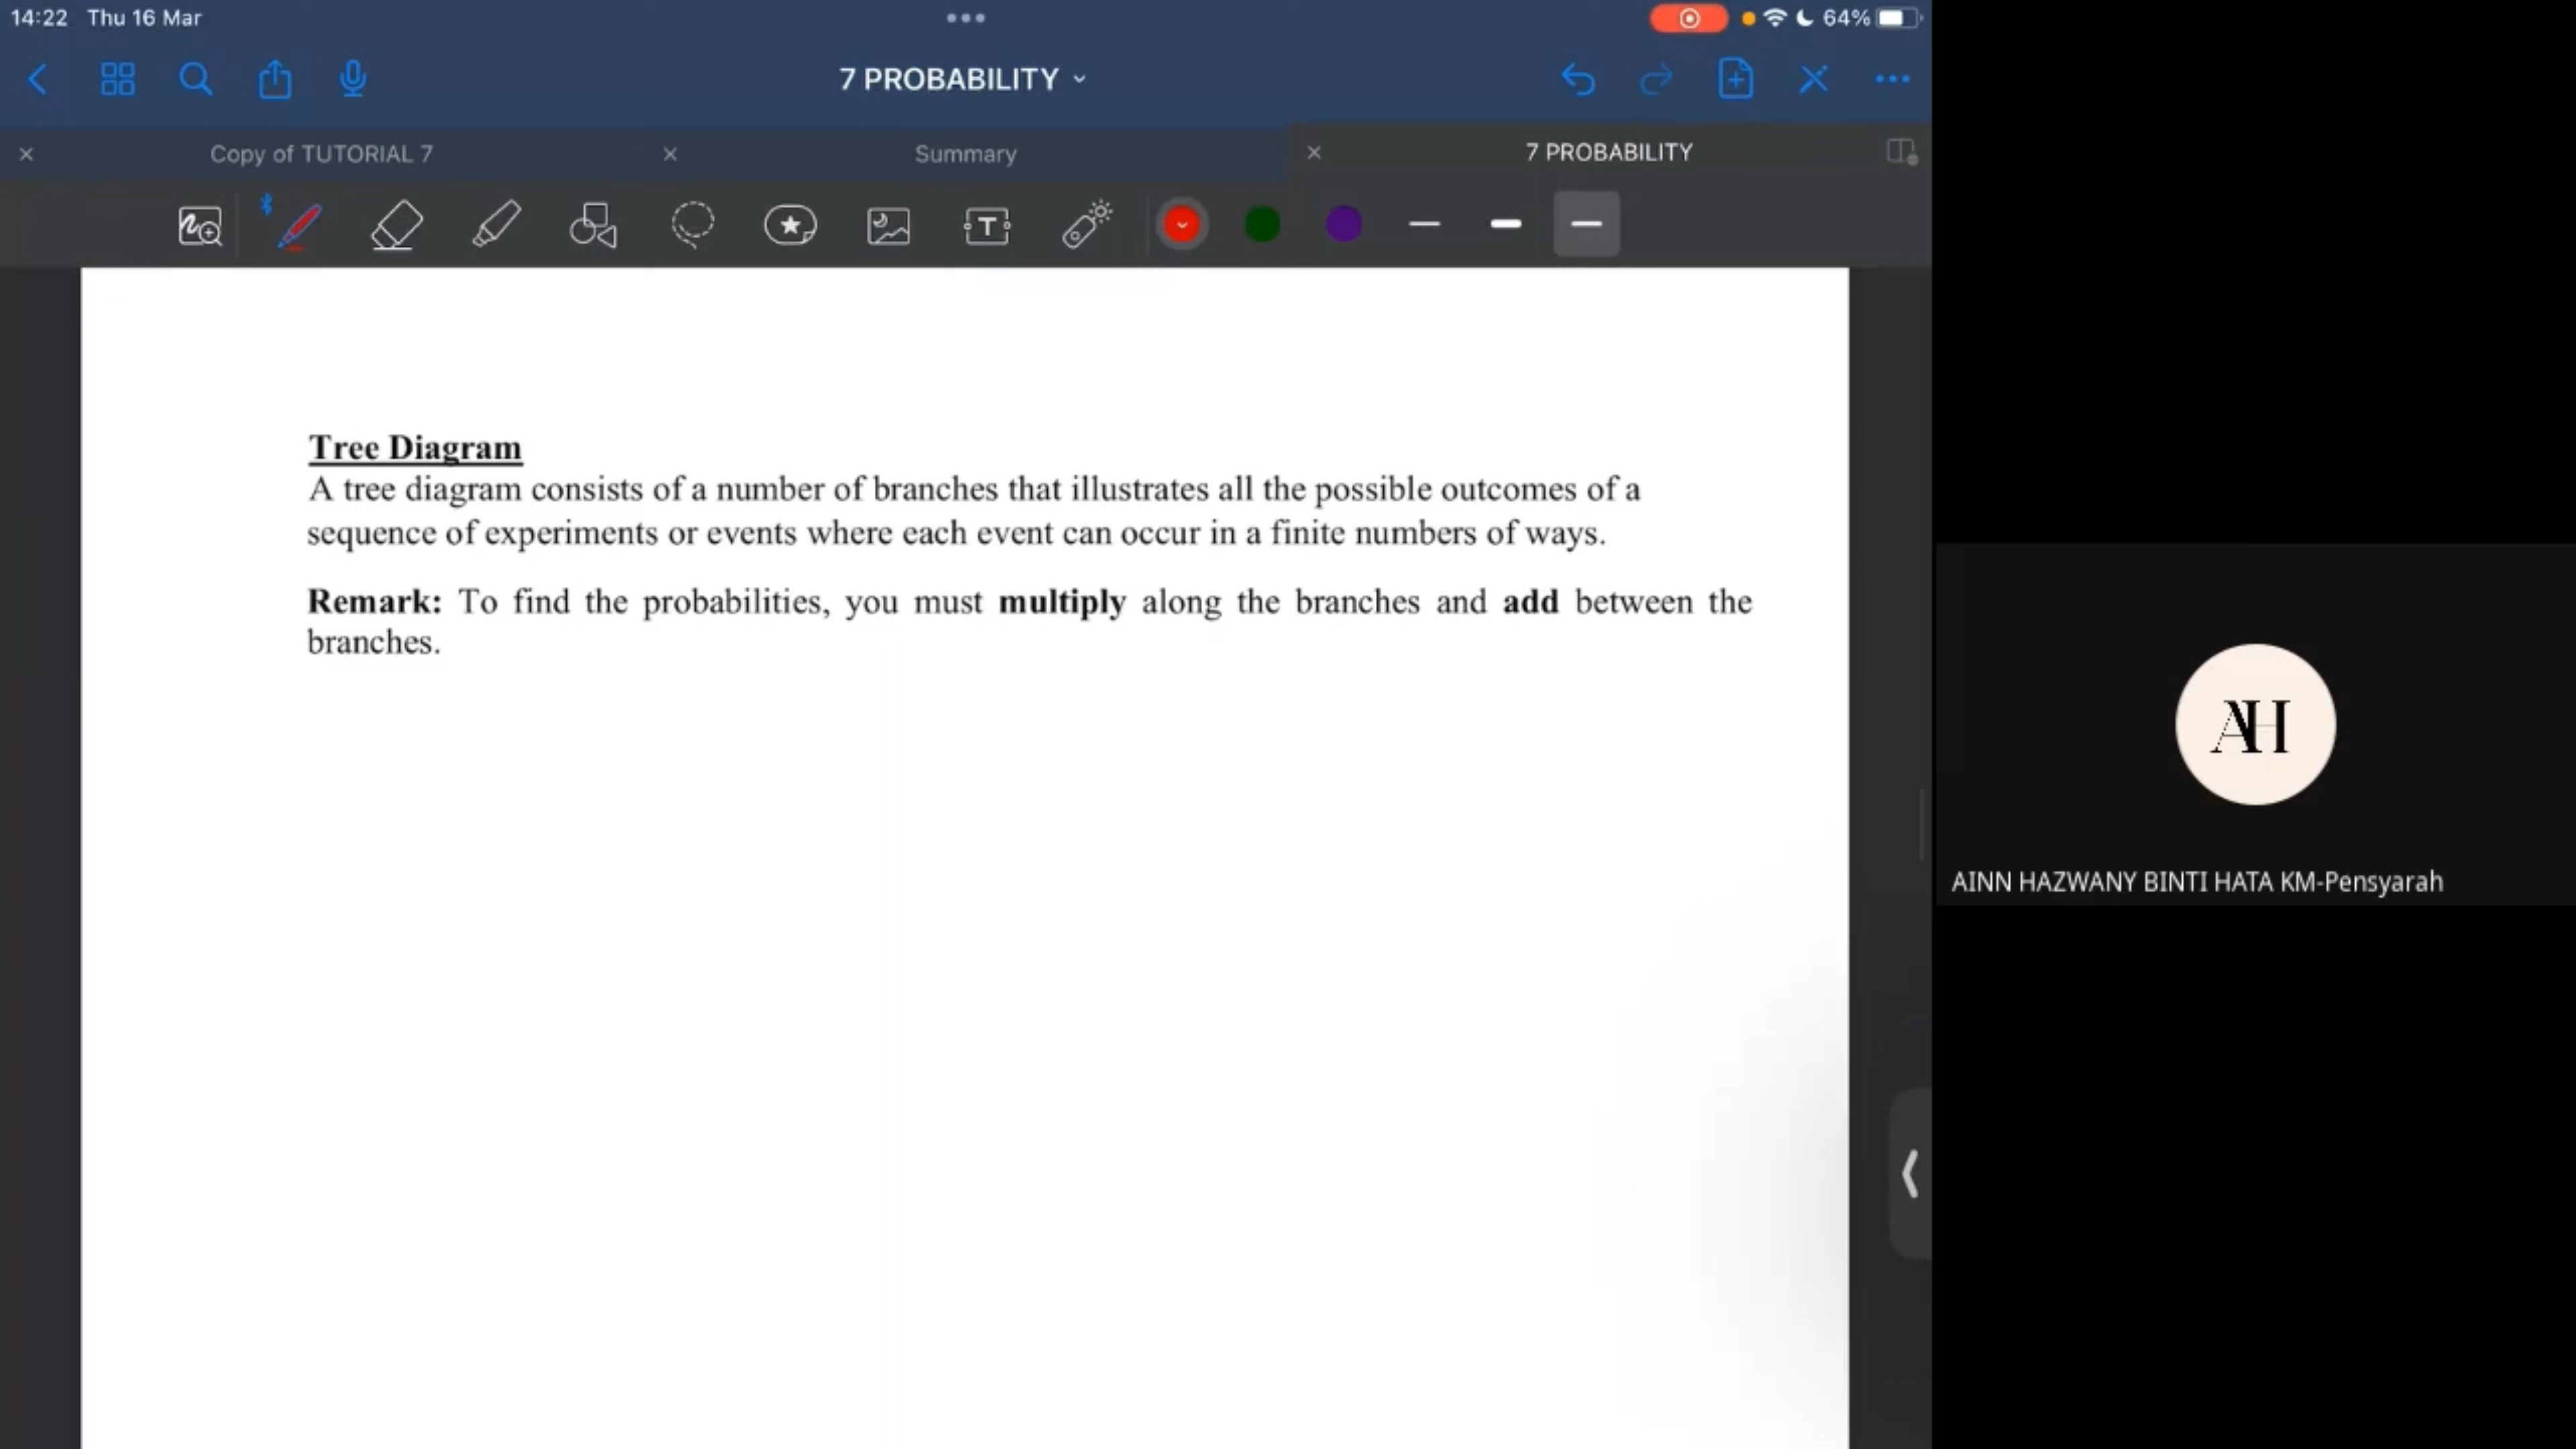 14:22 Thu 16 Mar
64%
7 PROBABILITY
Copy of TUTORIAL 7
Summary
7 PROBABILITY
T
Tree Diagram
A tree diagram consists of a number of branches that illustrates all the possible outcomes of a
sequence of experiments or events where each event can occur in a finite numbers of ways.
Remark: To find the probabilities, you must multiply along the branches and add between the
branches.
AH
AINN HAZWANY BINTI HATA KM-Pensyarah